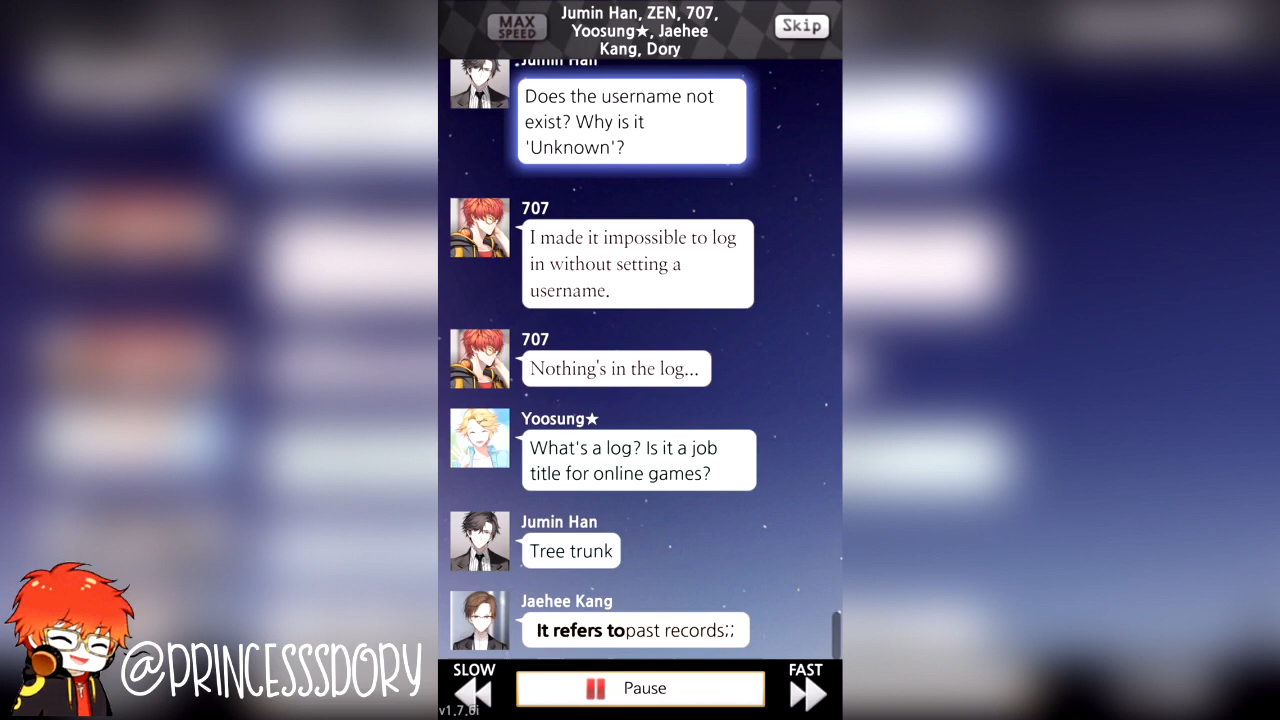 MAX
SPEED
Jumin Han, ZEN, 707,
Yoosung★, Jaehee
Kang, Dory
Skip
Jumin Han
Does the username not
exist? Why is it
'Unknown'?
707
I made it impossible to log
in without setting a
username.
707
Nothing's in the log...
Yoosung★
What's a log? Is it a job
title for online games?
Jumin Han
Tree trunk
Jaehee Kang
It refers topast records;;
SLOW
Pause
FAST
v1.7.6i
@PRINCESSSDORY